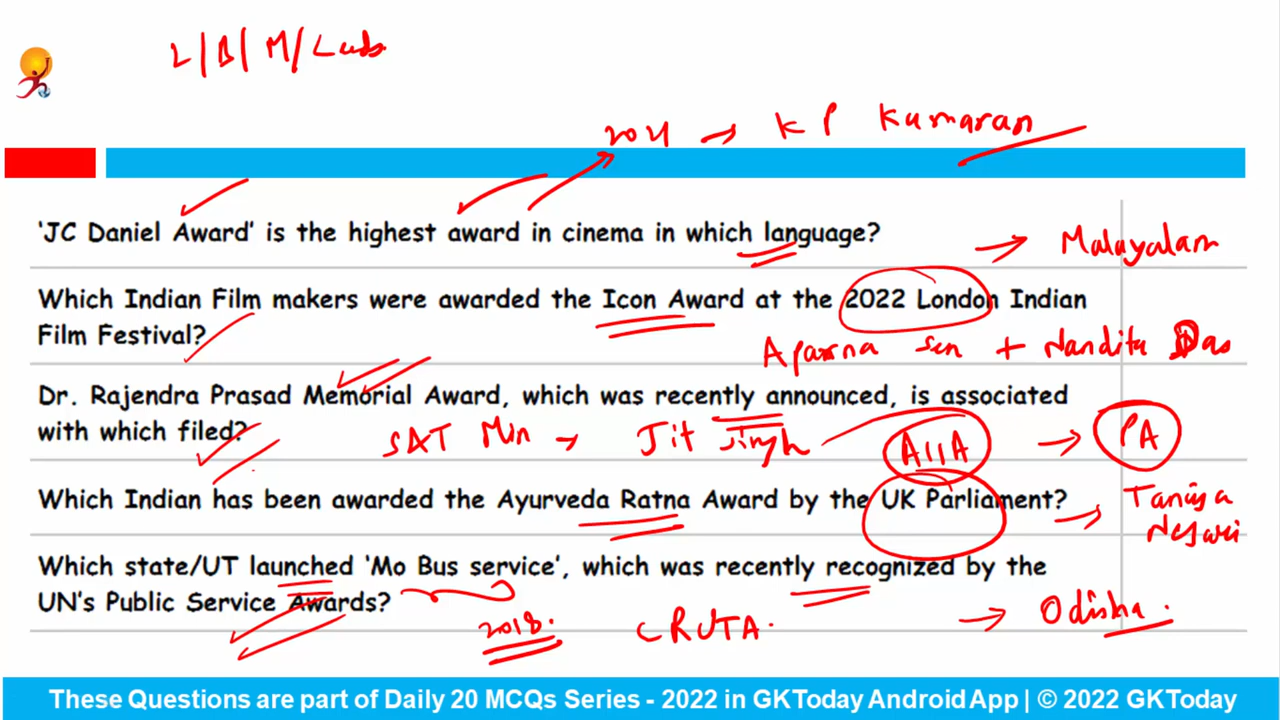 L/B/M/Lads
2021 → KP Kumaran
‘JC Daniel Award’ is the highest award in cinema in which language?
→ Malayalam
Which Indian Film makers were awarded the Icon Award at the 2022 London Indian
Film Festival?
Aparna Sen + Nandita Das
Dr. Rajendra Prasad Memorial Award, which was recently announced, is associated
with which filed?
S&T Min → Jit Singh
AIIA → PA
Which Indian has been awarded the Ayurveda Ratna Award by the UK Parliament?
→ Tanuja
Nesari
Which state/UT launched ‘Mo Bus service’, which was recently recognized by the
UN's Public Service Awards?
2018. CRUTA.
→ Odisha.
These Questions are part of Daily 20 MCQs Series - 2022 in GKToday Android App | © 2022 GKToday